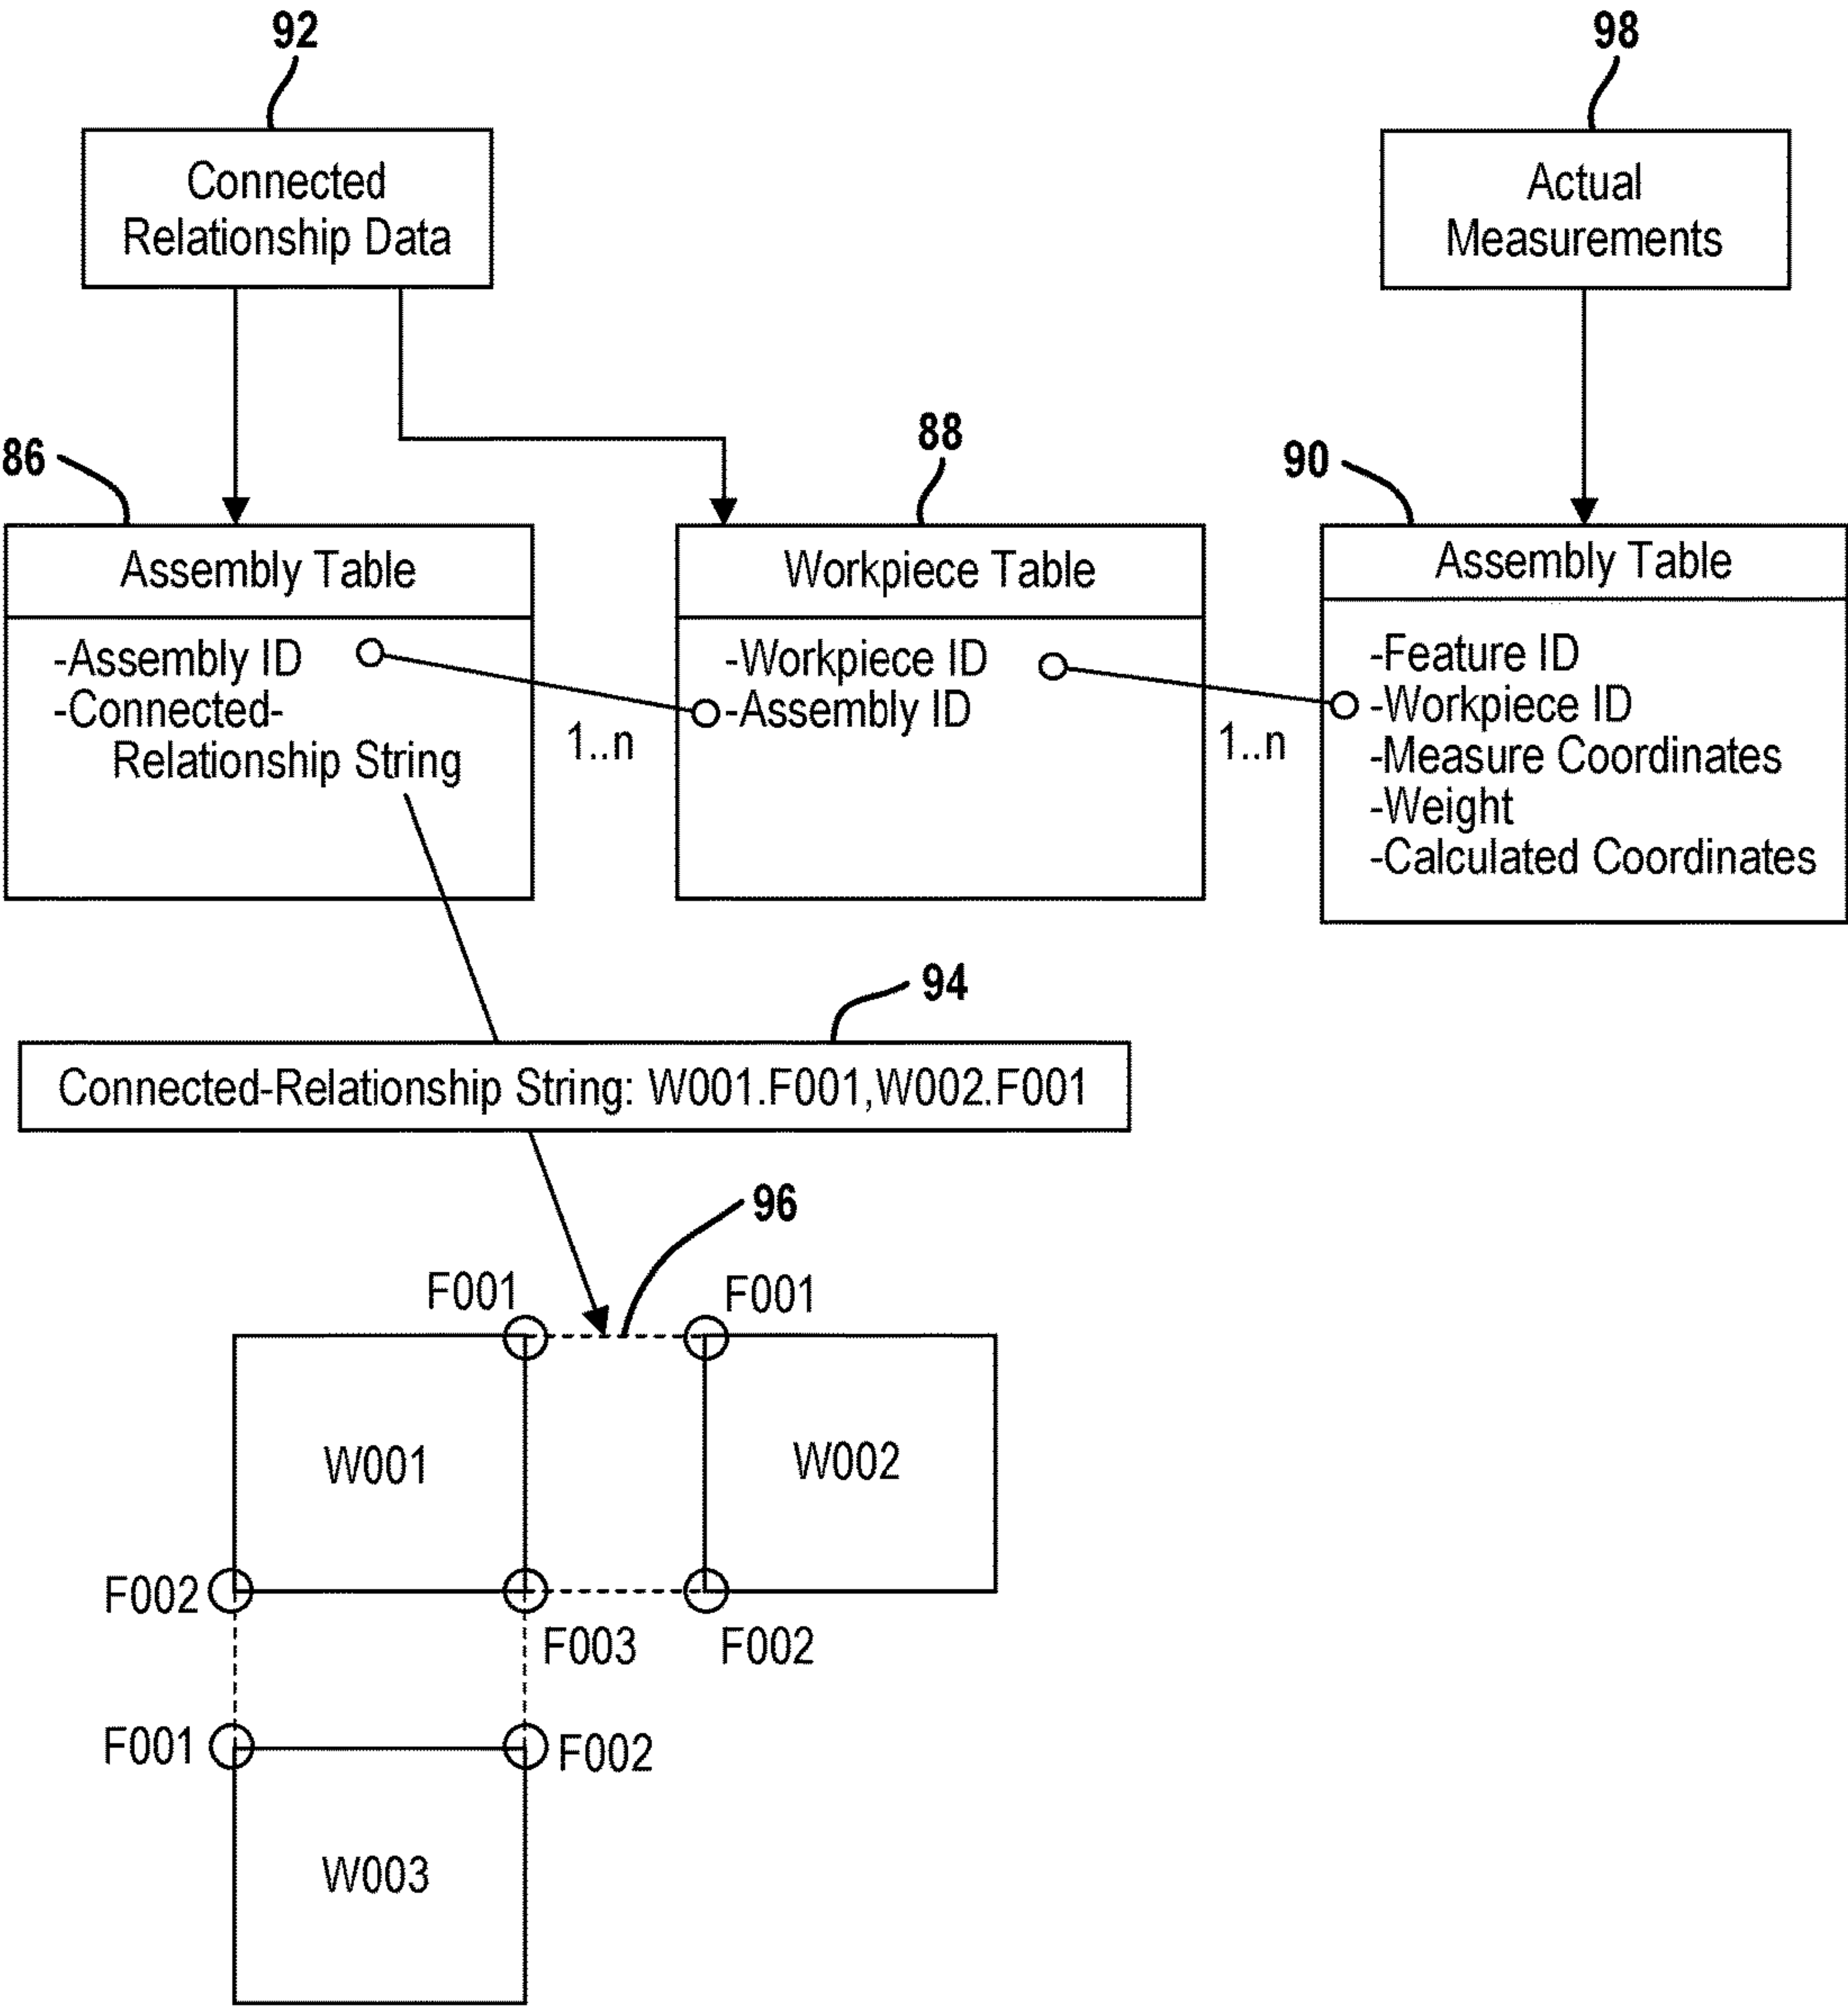 92
98
Connected
Relationship Data
Actual
Measurements
86
88
90
Assembly Table
-Assembly ID
-Connected-
Relationship String
1..n
Workpiece Table
-Workpiece ID
-Assembly ID
1..n
Assembly Table
-Feature ID
-Workpiece ID
-Measure Coordinates
-Weight
-Calculated Coordinates
94
Connected-Relationship String: W001.F001,W002.F001
96
F001
F001
W001
W002
F002
F003
F002
F001
F002
W003